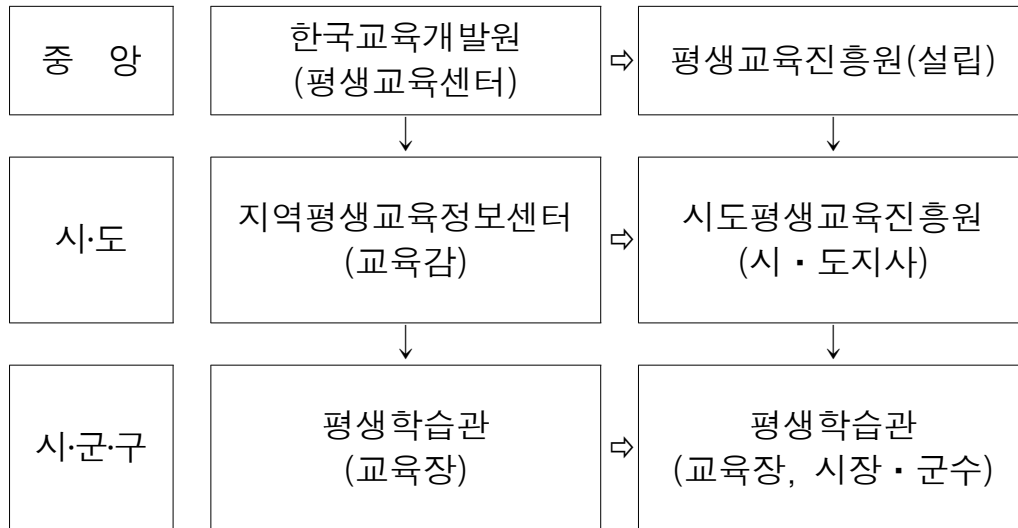 중 앙
한국교육개발원
(평생교육센터)
⇨
평생교육진흥원(설립)
시·도
지역평생교육정보센터
(교육감)
⇨
시도평생교육진흥원
(시・도지사)
시·군·구
평생학습관
(교육장)
⇨
평생학습관
(교육장, 시장・군수)